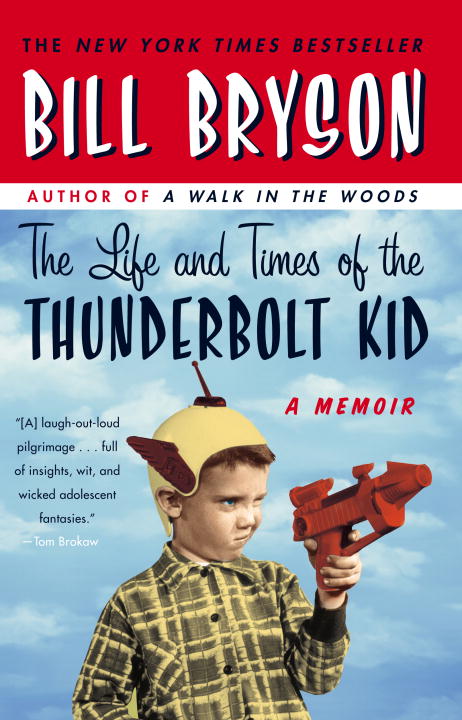 THE NEW YORK TIMES BESTSELLER
BILL BRYSON
AUTHOR OF A WALK IN THE WOODS
The Life and Times of the
THUNDERBOLT KID
A MEMOIR
“[A] laugh-out-loud
pilgrimage . . . full
of insights, wit, and
wicked adolescent
fantasies.”
—Tom Brokaw